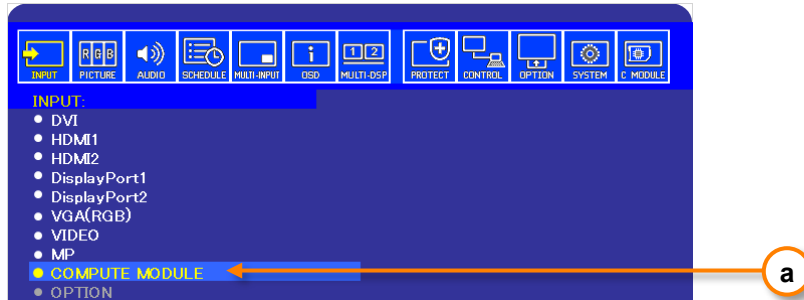 RGB 1 2
INPUT PICTURE AUDIO SCHEDULE MULTI-INPUT OSD MULTI-DSP PROTECT CONTROL OPTION SYSTEM C MODULE
INPUT:
DVI
HDMI1
HDMI2
DisplayPort1
DisplayPort2
VGA(RGB)
VIDEO
MP
COMPUTE MODULE
a
OPTION